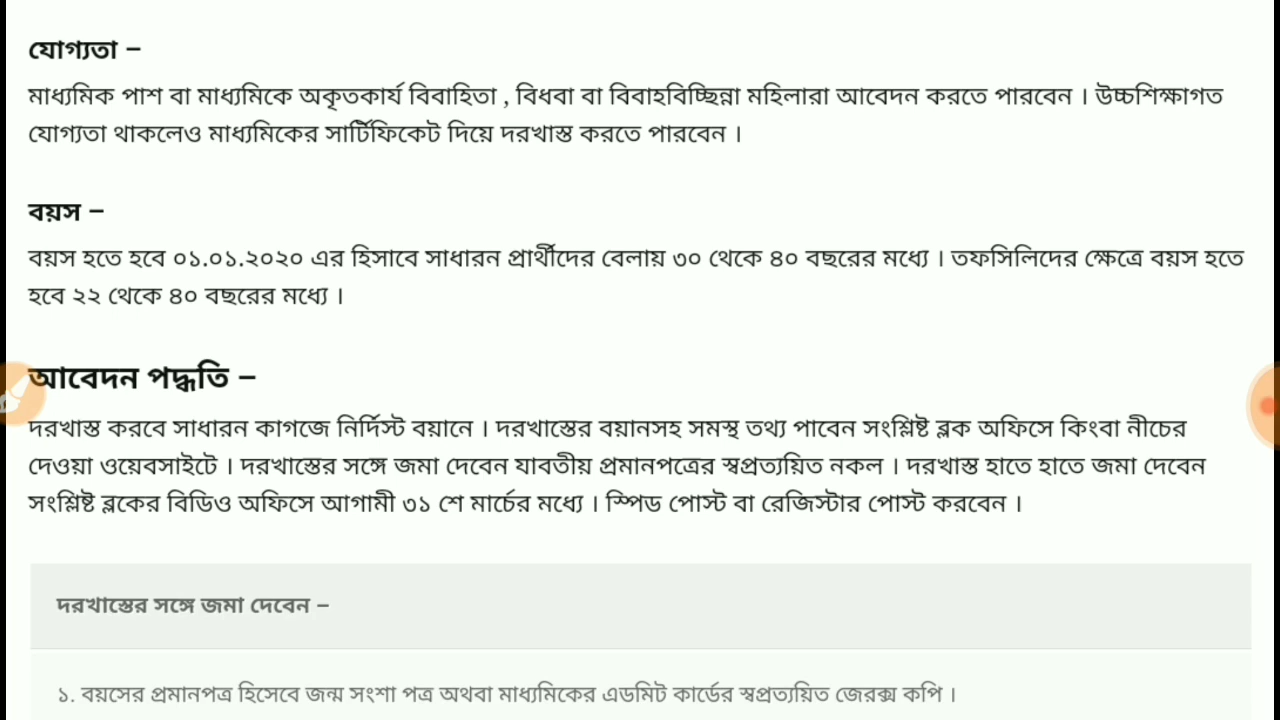 যোগ্যতা –
মাধ্যমিক পাশ বা মাধ্যমিকে অকৃতকার্য বিবাহিতা , বিধবা বা বিবাহবিচ্ছিন্না মহিলারা আবেদন করতে পারবেন । উচ্চশিক্ষাগত
যোগ্যতা থাকলেও মাধ্যমিকের সার্টিফিকেট দিয়ে দরখাস্ত করতে পারবেন ।
বয়স –
বয়স হতে হবে ০১.০১.২০২০ এর হিসাবে সাধারন প্রার্থীদের বেলায় ৩০ থেকে ৪০ বছরের মধ্যে । তফসিলিদের ক্ষেত্রে বয়স হতে
হবে ২২ থেকে ৪০ বছরের মধ্যে ।
আবেদন পদ্ধতি –
দরখাস্ত করবে সাধারন কাগজে নির্দিস্ট বয়ানে । দরখাস্তের বয়ানসহ সমস্থ তথ্য পাবেন সংশ্লিষ্ট ব্লক অফিসে কিংবা নীচের
দেওয়া ওয়েবসাইটে । দরখাস্তের সঙ্গে জমা দেবেন যাবতীয় প্রমানপত্রের স্বপ্রত্যয়িত নকল । দরখাস্ত হাতে হাতে জমা দেবেন
সংশ্লিষ্ট ব্লকের বিডিও অফিসে আগামী ৩১ শে মার্চের মধ্যে । স্পিড পোস্ট বা রেজিস্টার পোস্ট করবেন ।
দরখাস্তের সঙ্গে জমা দেবেন –
১. বয়সের প্রমানপত্র হিসেবে জন্ম সংশা পত্র অথবা মাধ্যমিকের এডমিট কার্ডের স্বপ্রত্যয়িত জেরক্স কপি ।